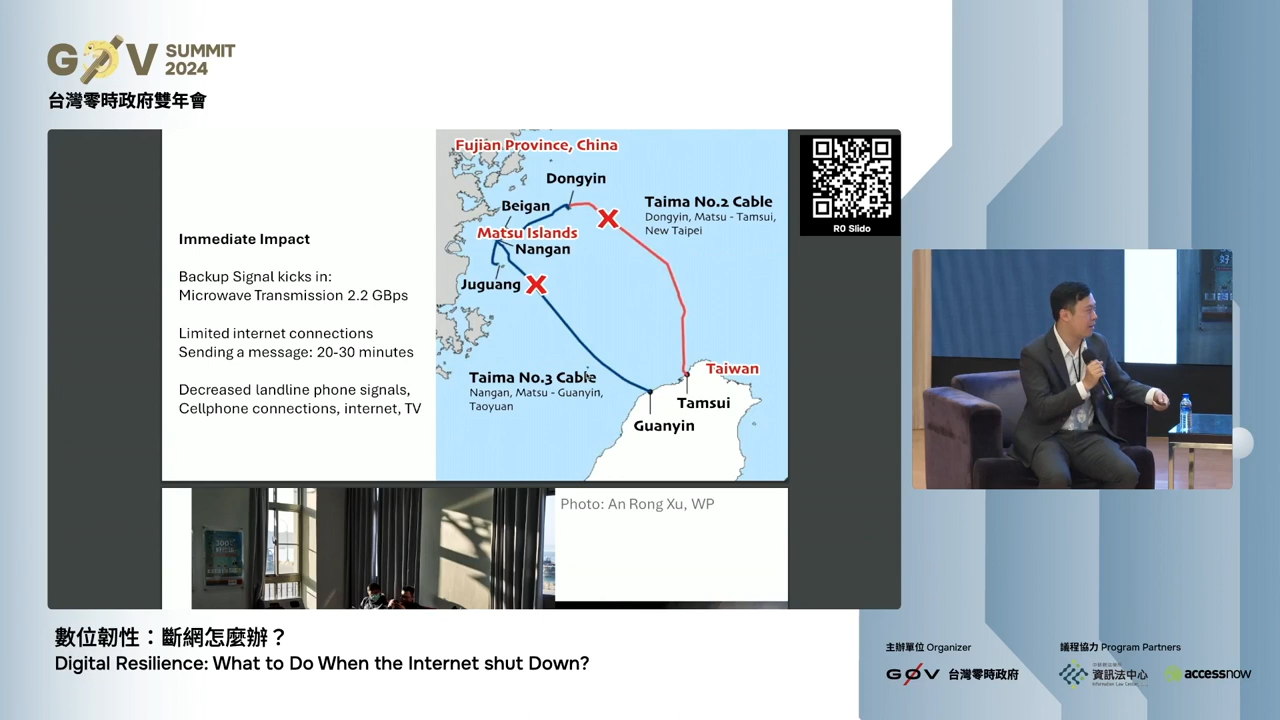 G0V SUMMIT
2024
台灣零時政府雙年會
Immediate Impact
Backup Signal kicks in:
Microwave Transmission 2.2 GBps
Limited internet connections
Sending a message: 20-30 minutes
Decreased landline phone signals,
Cellphone connections, internet, TV
Fujian Province, China
Dongyin
Beigan
Matsu Islands
Nangan
Juguang
Taima No.2 Cable
Dongyin, Matsu - Tamsui,
New Taipei
Taima No.3 Cable
Nangan, Matsu - Guanyin,
Taoyuan
Taiwan
Tamsui
Guanyin
R0 Slido
Photo: An Rong Xu, WP
數位韌性：斷網怎麼辦？
Digital Resilience: What to Do When the Internet shut Down?
主辦單位 Organizer
G0V 台灣零時政府
議程協力 Program Partners
資訊法中心
Information Law Center
accessnow